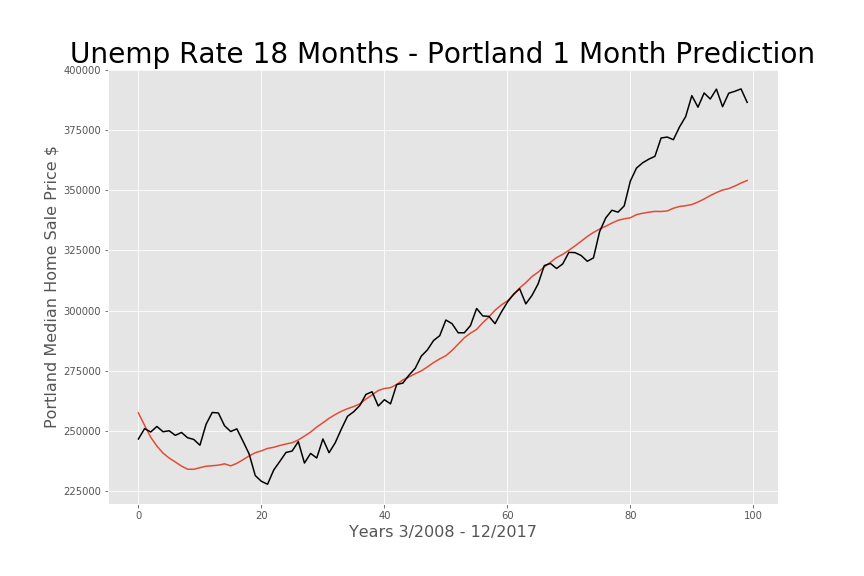 Unemp Rate 18 Months - Portland 1 Month Prediction
400000
375000
350000
325000
300000
275000
250000
225000
Portland Median Home Sale Price $
0 20 40 60 80 100
Years 3/2008 - 12/2017